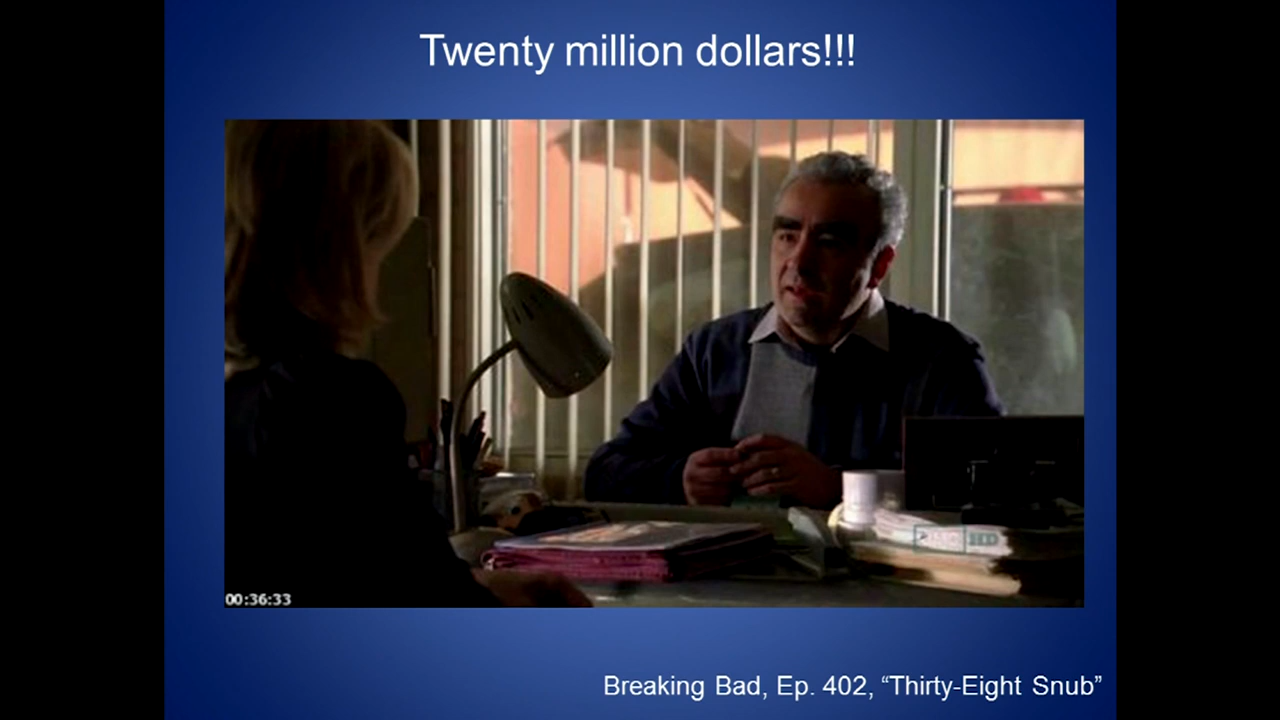 Twenty million dollars!!!
00:36:33
Breaking Bad, Ep. 402, “Thirty-Eight Snub”